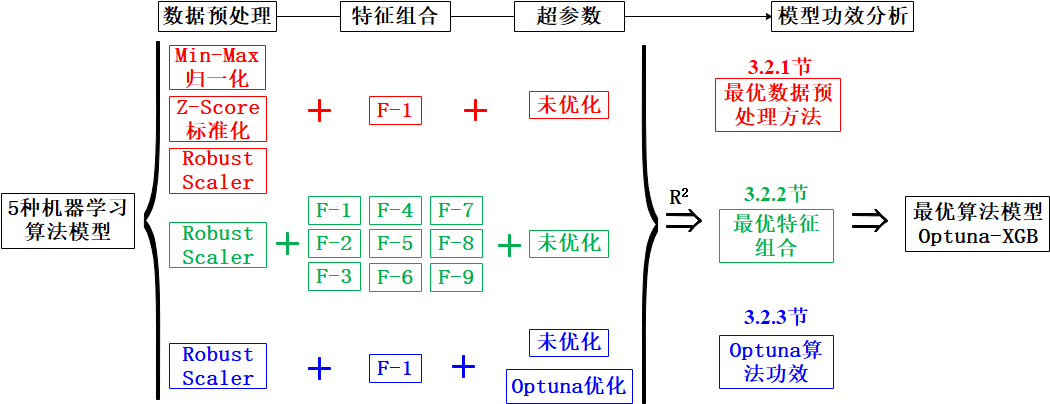 数据预处理
特征组合
超参数
模型功效分析
Min-Max
归一化
Z-Score
标准化
Robust
Scaler
+
F-1
+
未优化
3.2.1节
最优数据预
处理方法
5种机器学习
算法模型
Robust
Scaler
+
F-1 F-4 F-7
F-2 F-5 F-8
F-3 F-6 F-9
+
未优化
R²
3.2.2节
最优特征
组合
最优算法模型
Optuna-XGB
Robust
Scaler
+
F-1
+
未优化
Optuna优化
3.2.3节
Optuna算
法功效